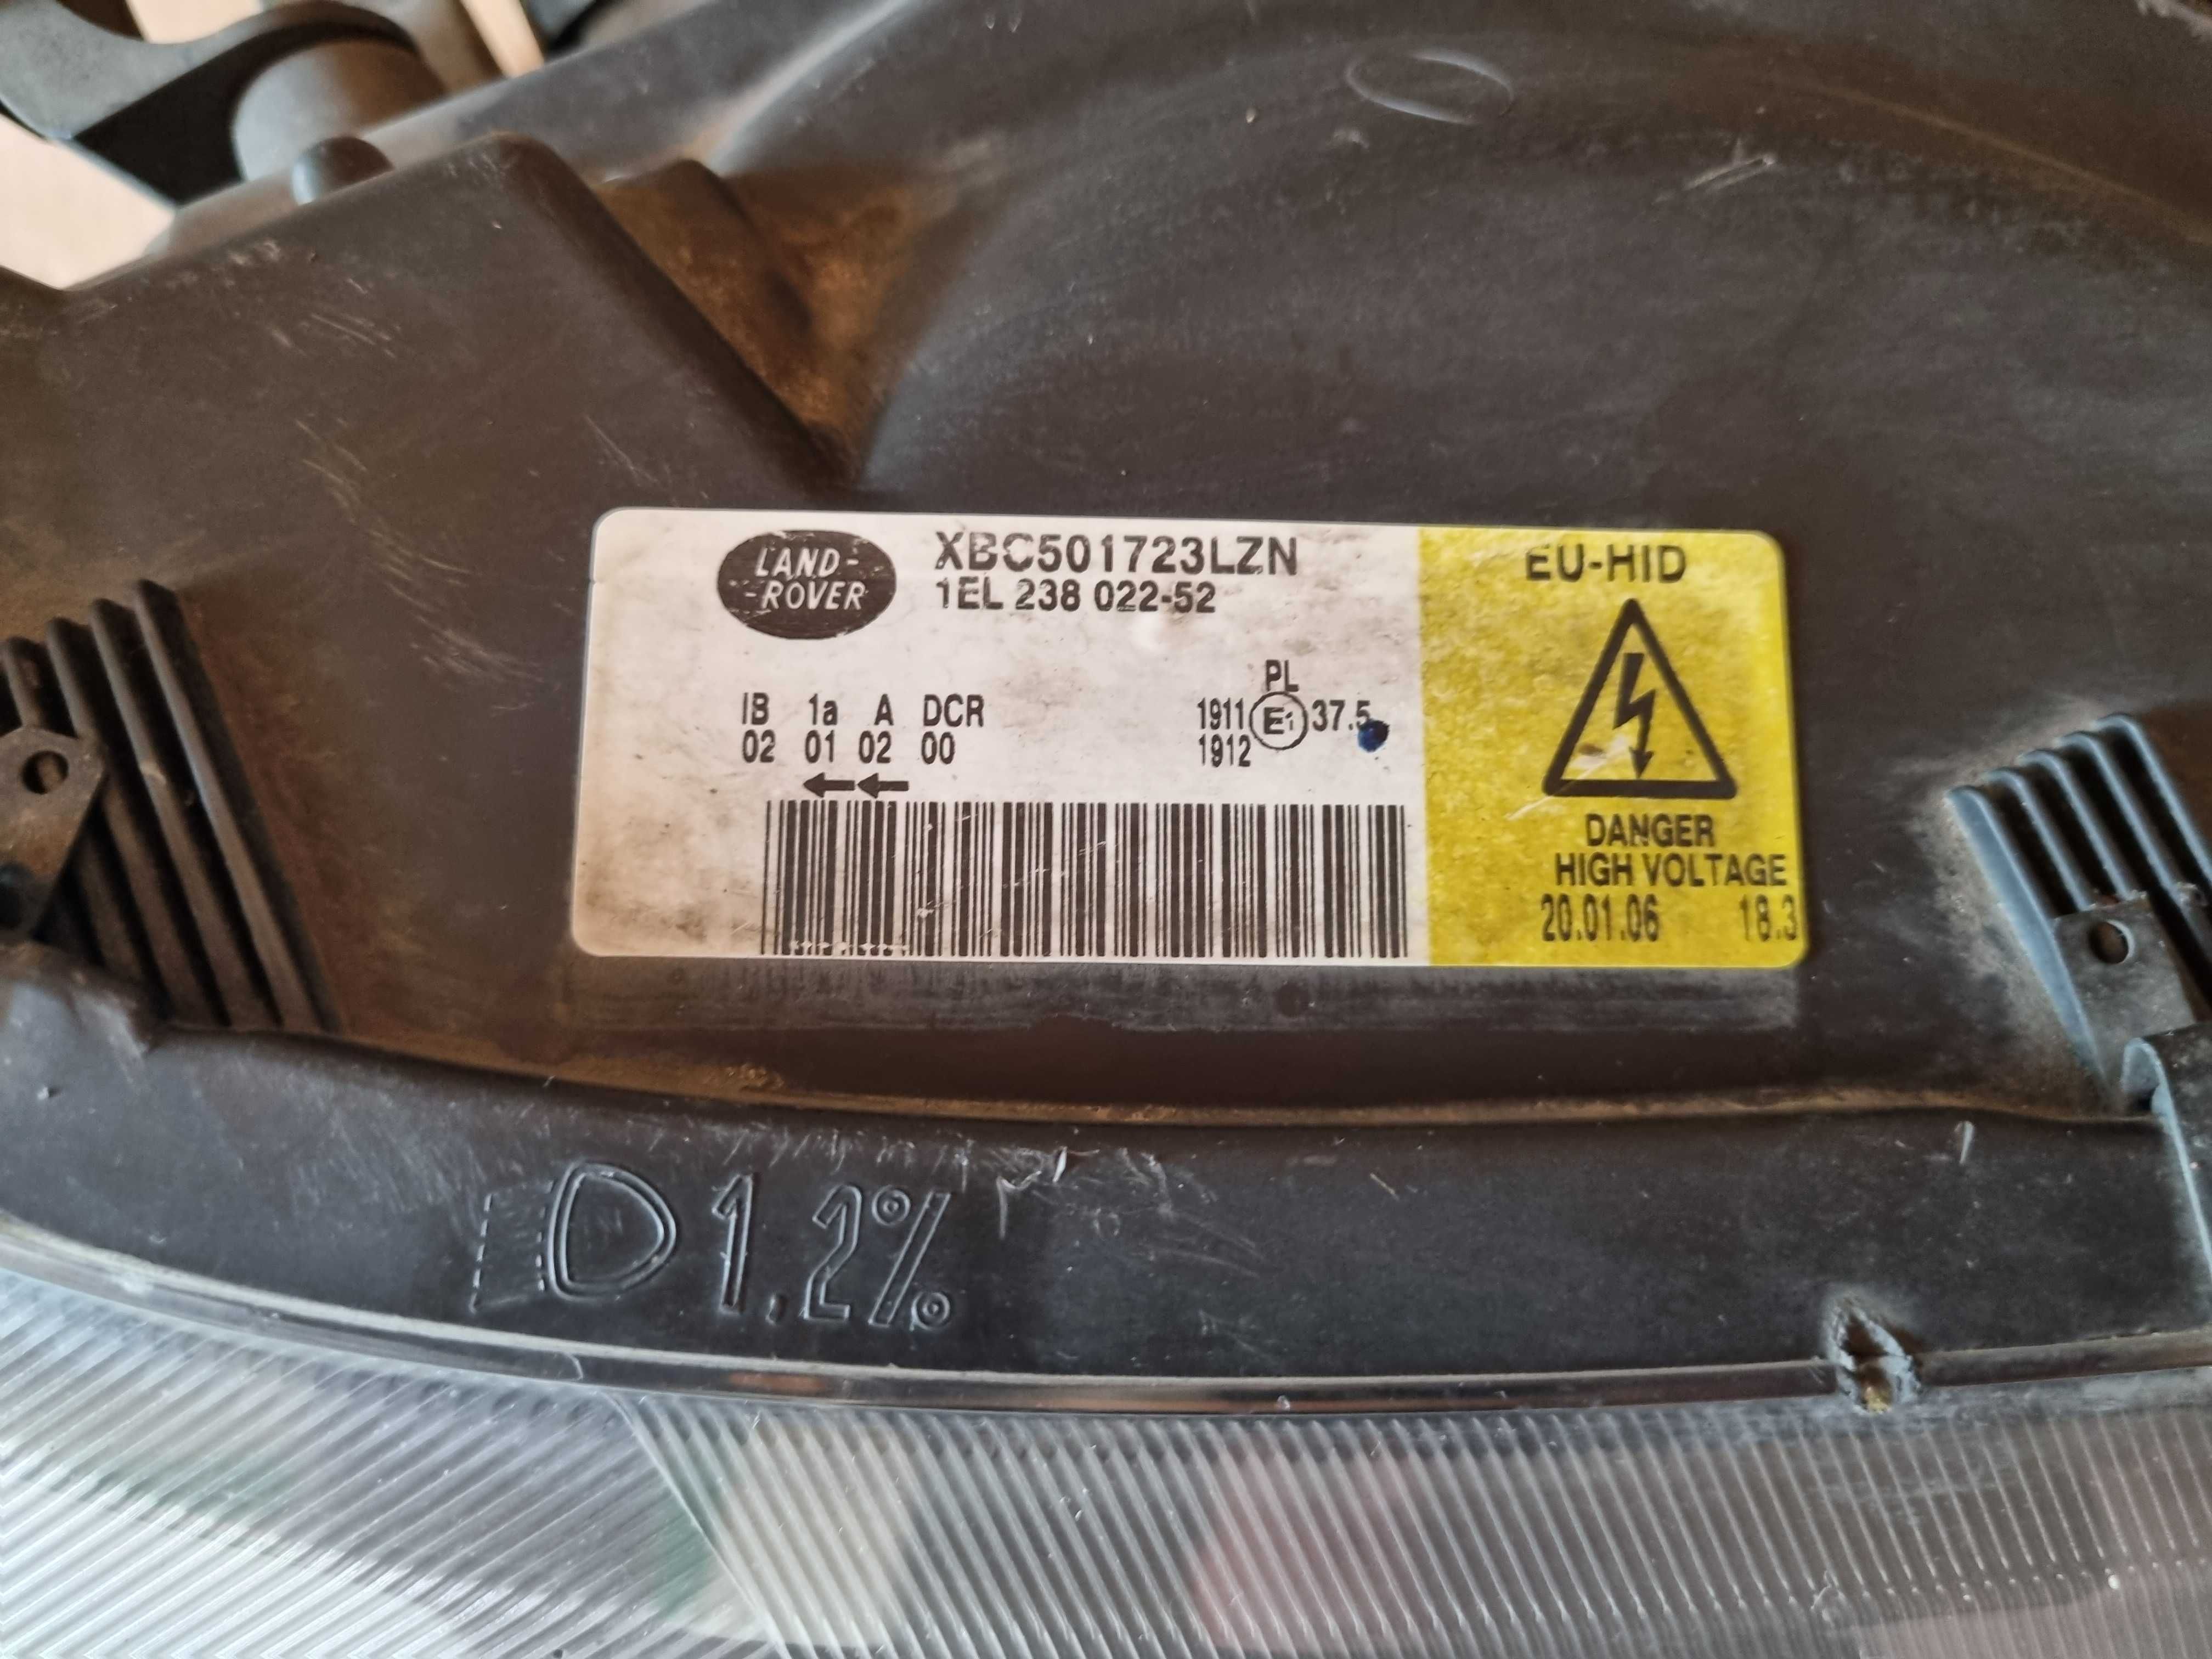 LAND-
-ROVER
XBC501723LZN
1EL 238 022-52
EU-HID
PL
IB 1a A DCR
02 01 02 00
1911 E1 37.5
1912
DANGER
HIGH VOLTAGE
20.01.06 18.3
1.2%